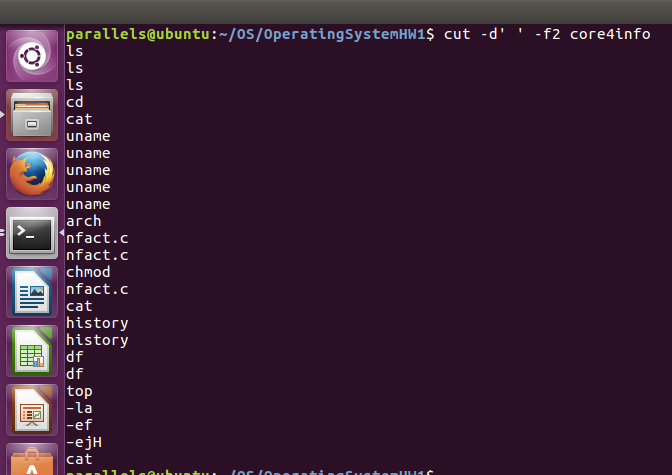 parallels@ubuntu:~/OS/OperatingSystemHW1$ cut -d' ' -f2 core4info
ls
ls
ls
cd
cat
uname
uname
uname
uname
uname
arch
nfact.c
nfact.c
chmod
nfact.c
cat
history
history
df
df
top
-la
-ef
-ejH
cat
parallels@ubuntu:~/OS/OperatingSystemHW1$